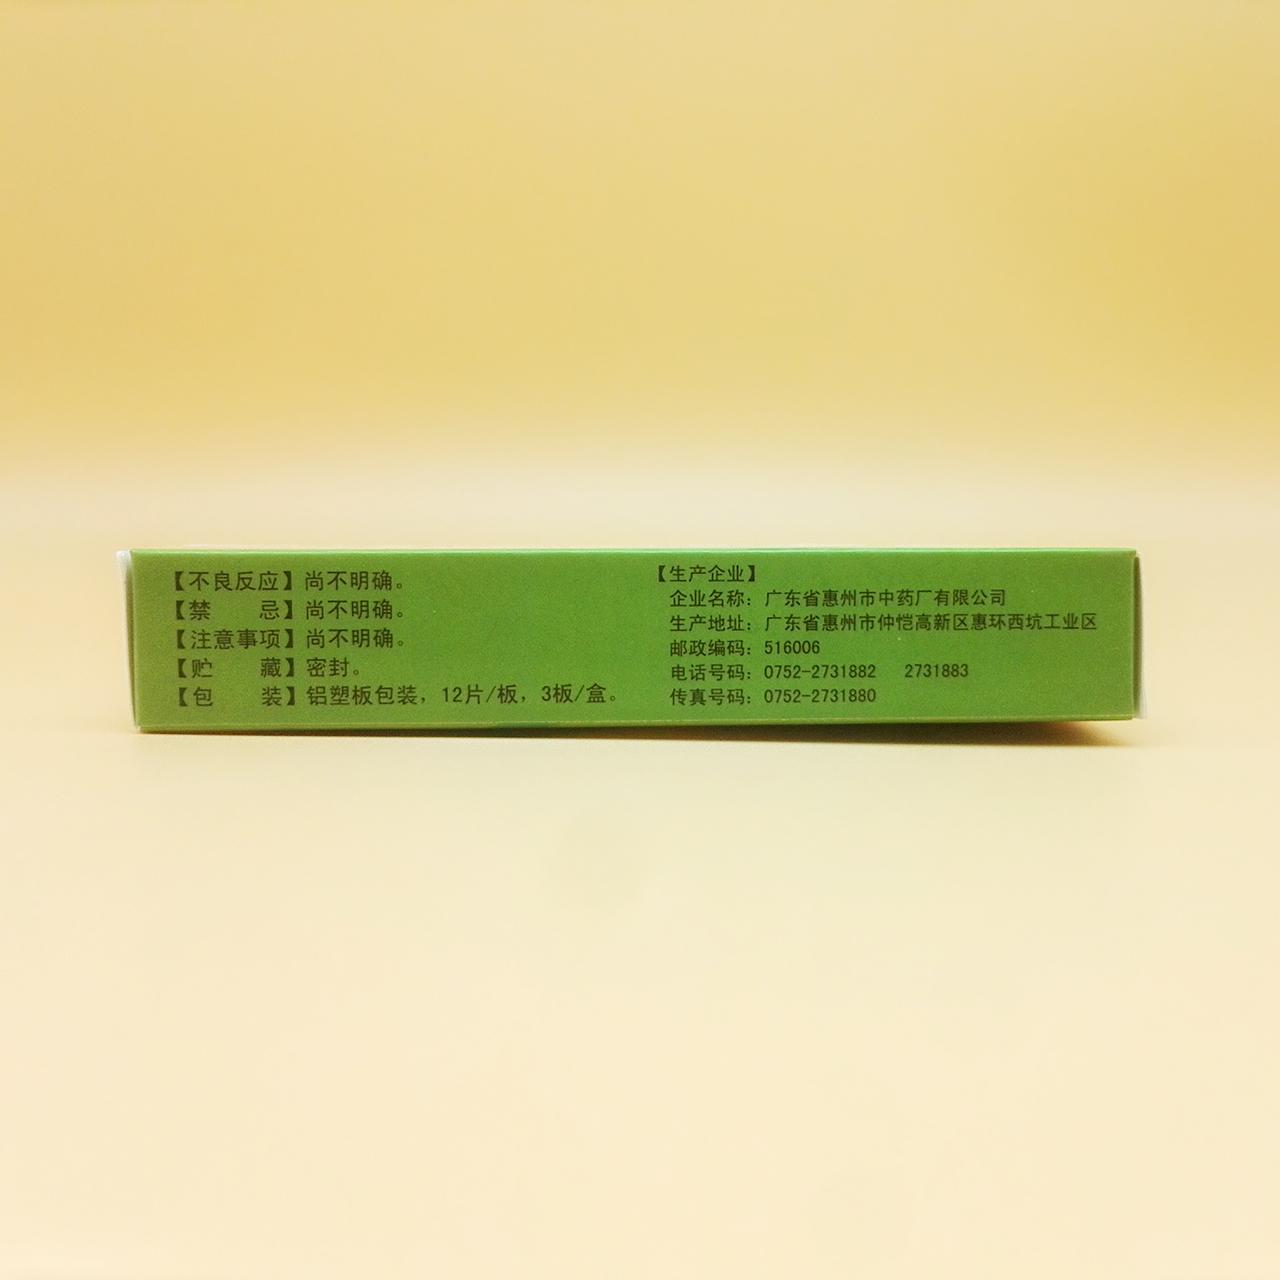 【不良反应】尚不明确。
【禁　　忌】尚不明确。
【注意事项】尚不明确。
【贮　　藏】密封。
【包　　装】铝塑板包装，12片/板，3板/盒。
【生产企业】
企业名称：广东省惠州市中药厂有限公司
生产地址：广东省惠州市仲恺高新区惠环西坑工业区
邮政编码：516006
电话号码：0752-2731882　2731883
传真号码：0752-2731880